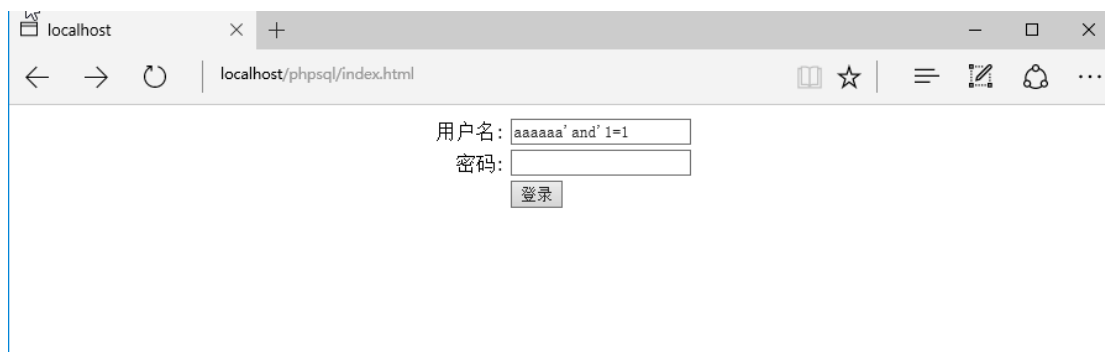 localhost
localhost/phpsql/index.html
用户名: aaaaaa'and'1=1
密码:
登录